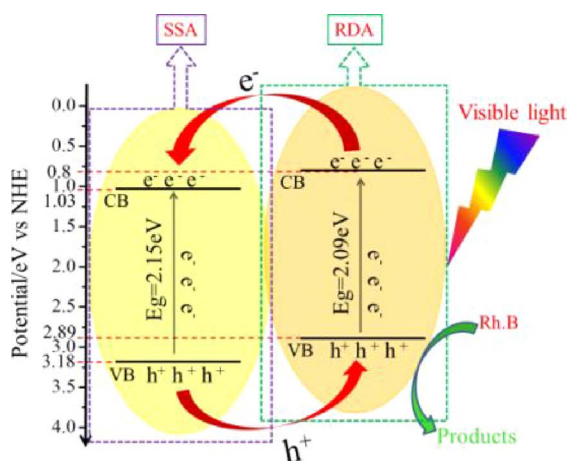 SSA
RDA
e-
Visible light
Potential/eV vs NHE
0.0
0.5
0.8
1.0
1.03
1.5
2.0
2.5
2.89
3.0
3.18
3.5
4.0
e- e- e-
CB
Eg=2.15eV
e- e- e-
VB
h+ h+ h+
e- e- e-
CB
Eg=2.09eV
e- e- e-
VB
h+ h+ h+
Rh.B
Products
h+